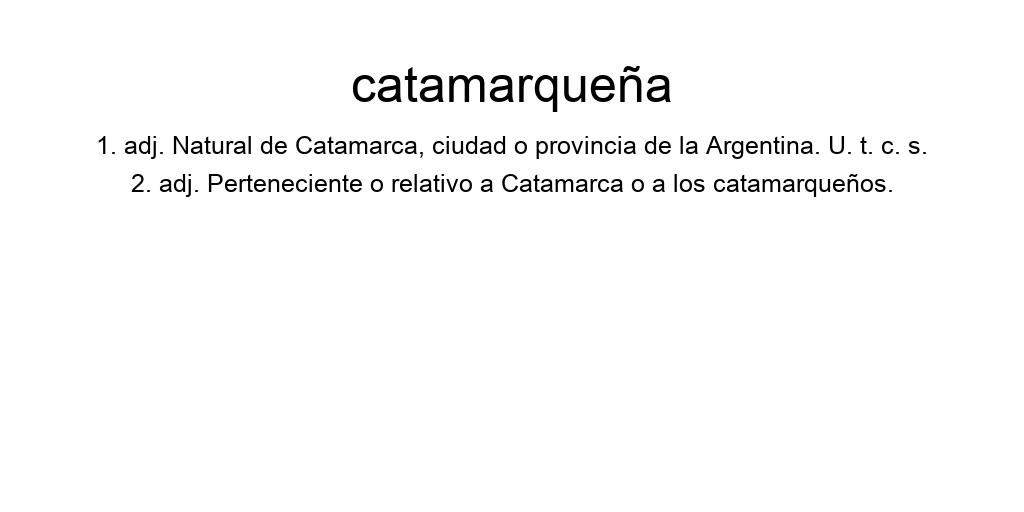 catamarqueña
1. adj. Natural de Catamarca, ciudad o provincia de la Argentina. U. t. c. s.
2. adj. Perteneciente o relativo a Catamarca o a los catamarqueños.